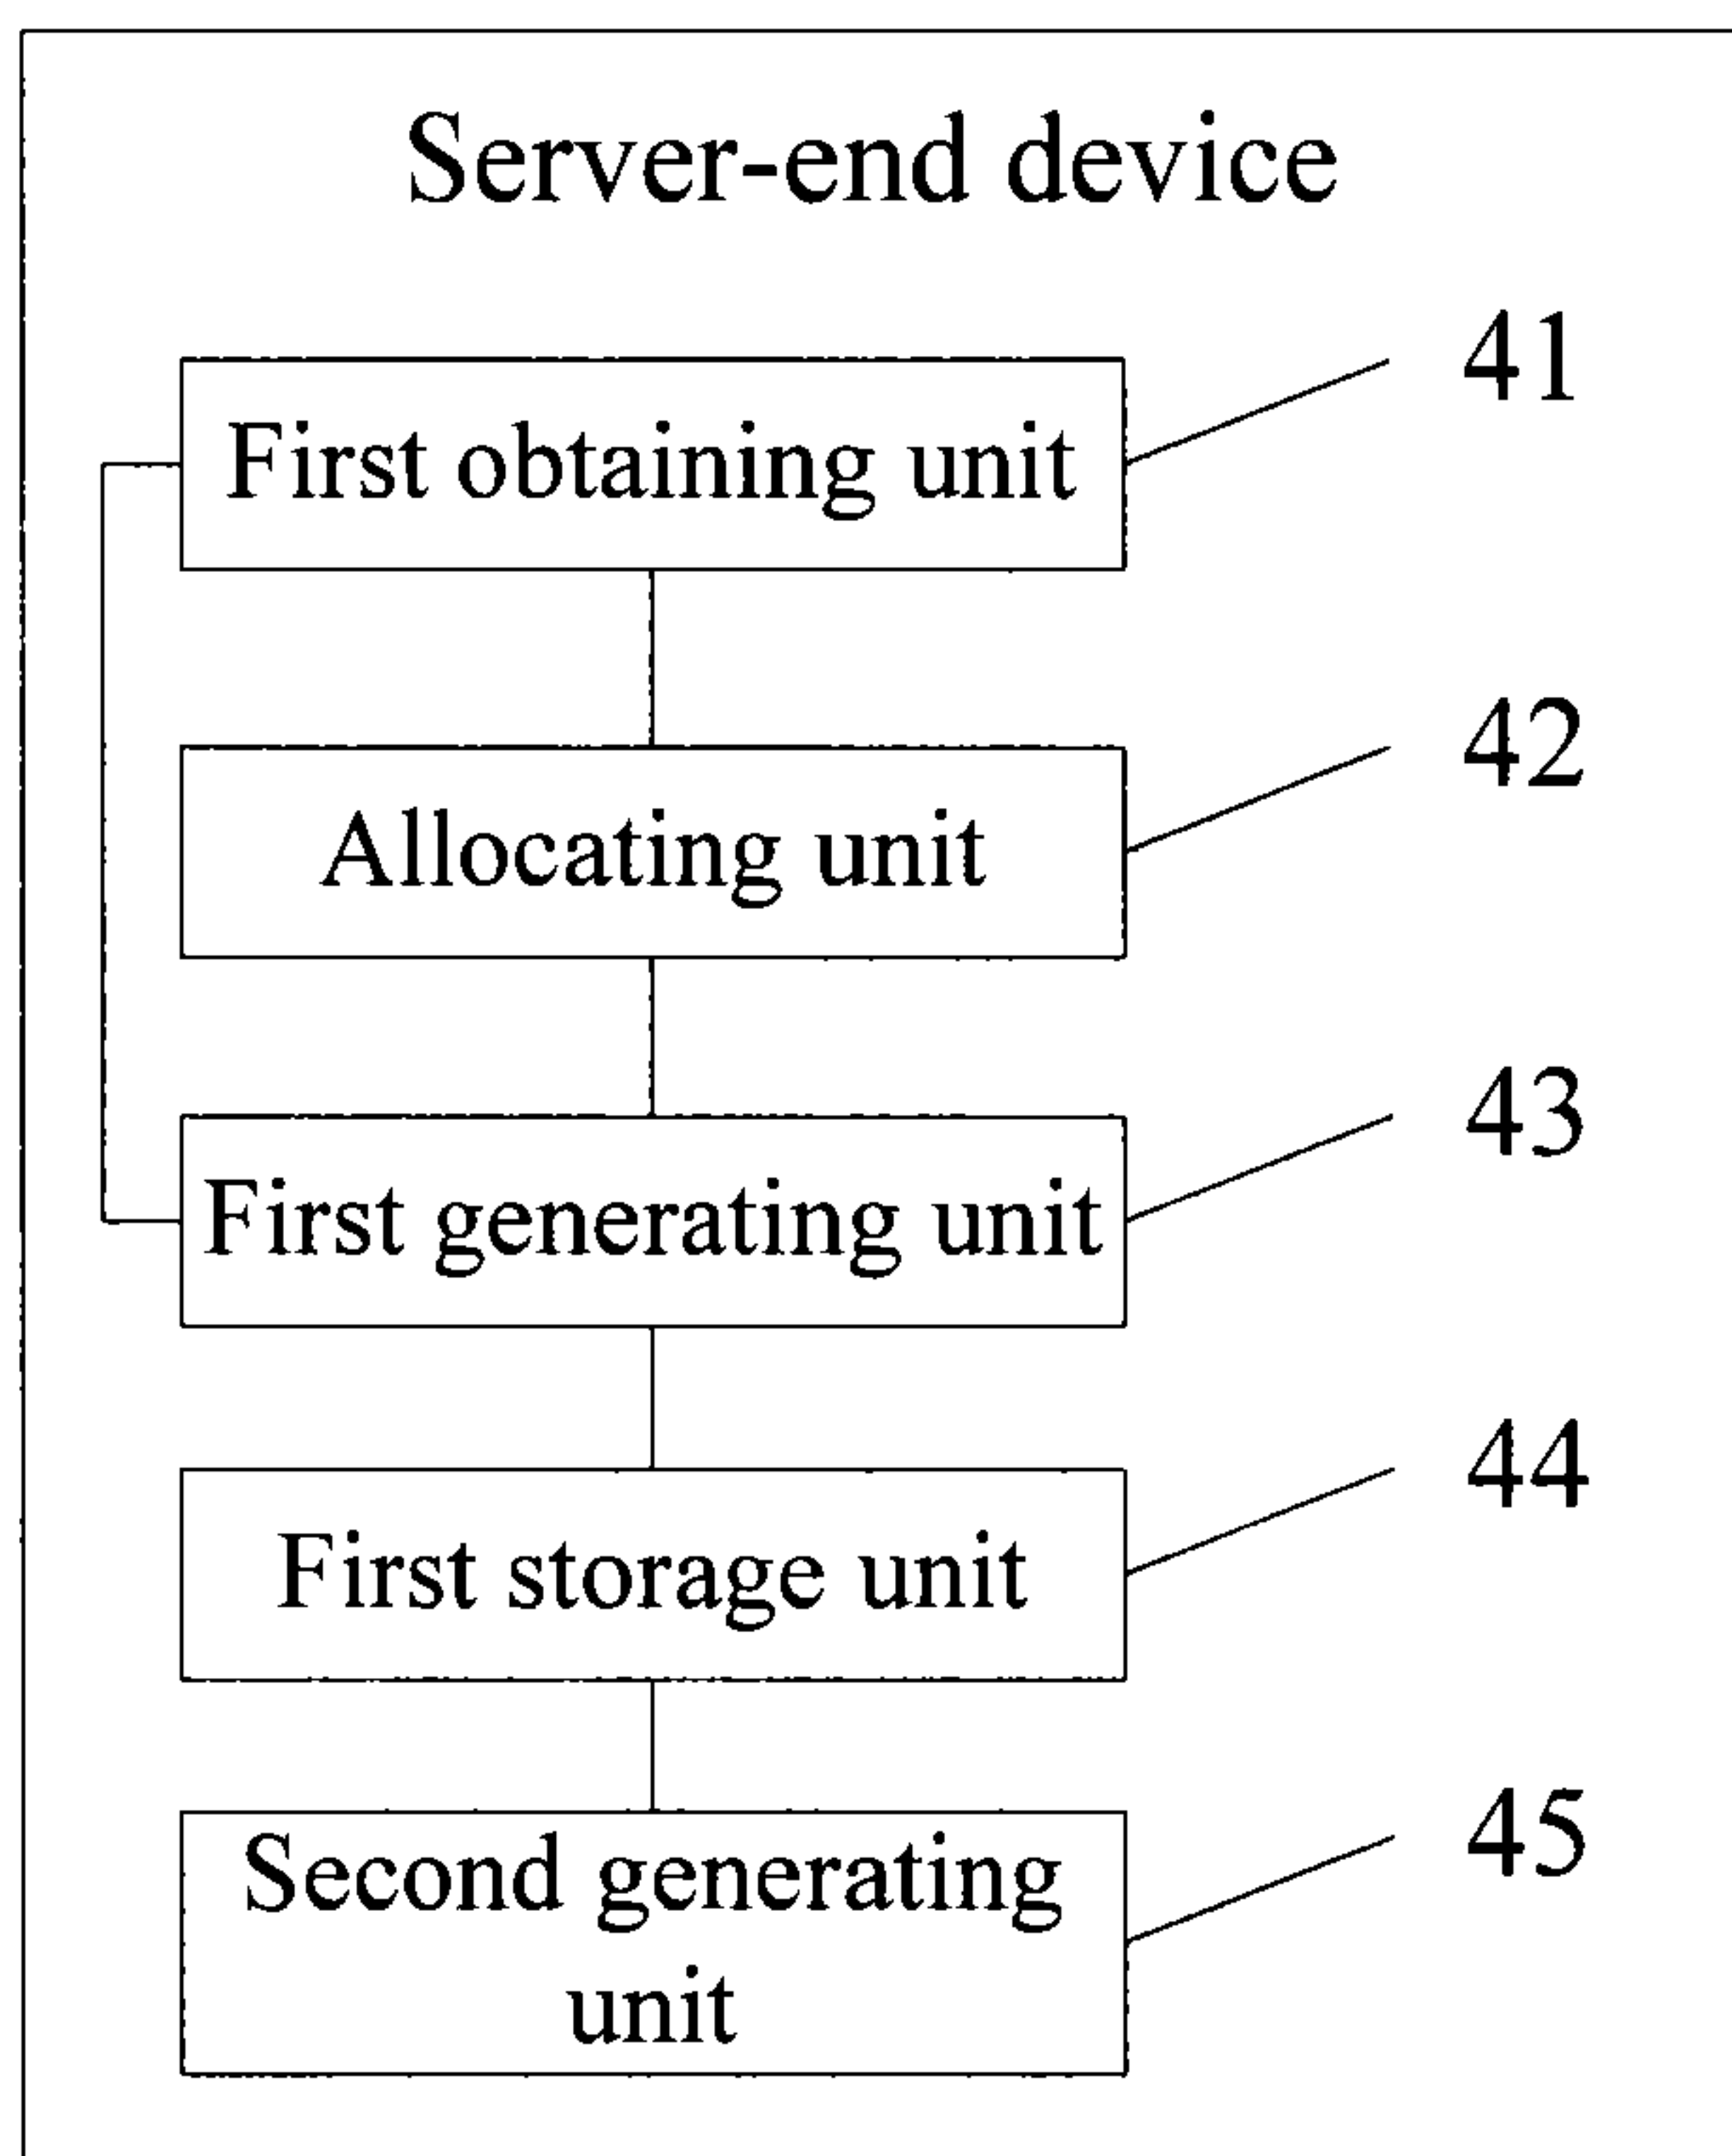 Server-end device
41
First obtaining unit
42
Allocating unit
43
First generating unit
44
First storage unit
45
Second generating
unit